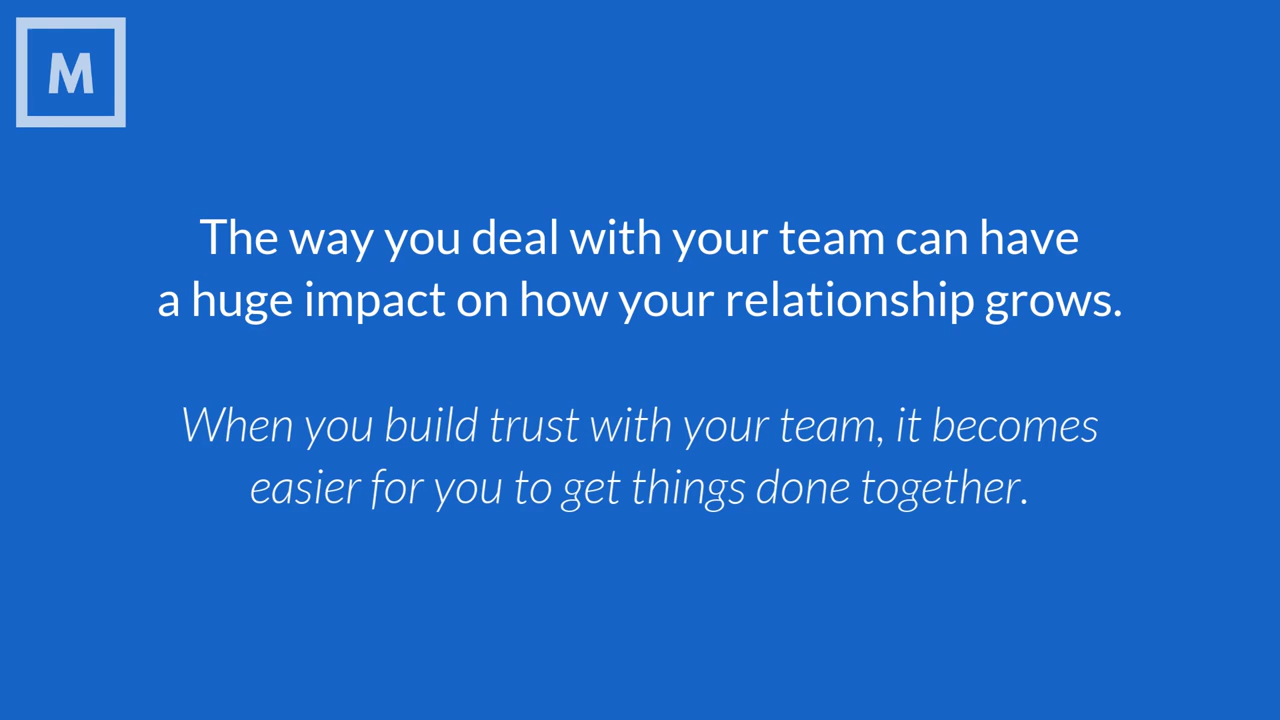 M
The way you deal with your team can have
a huge impact on how your relationship grows.
When you build trust with your team, it becomes
easier for you to get things done together.